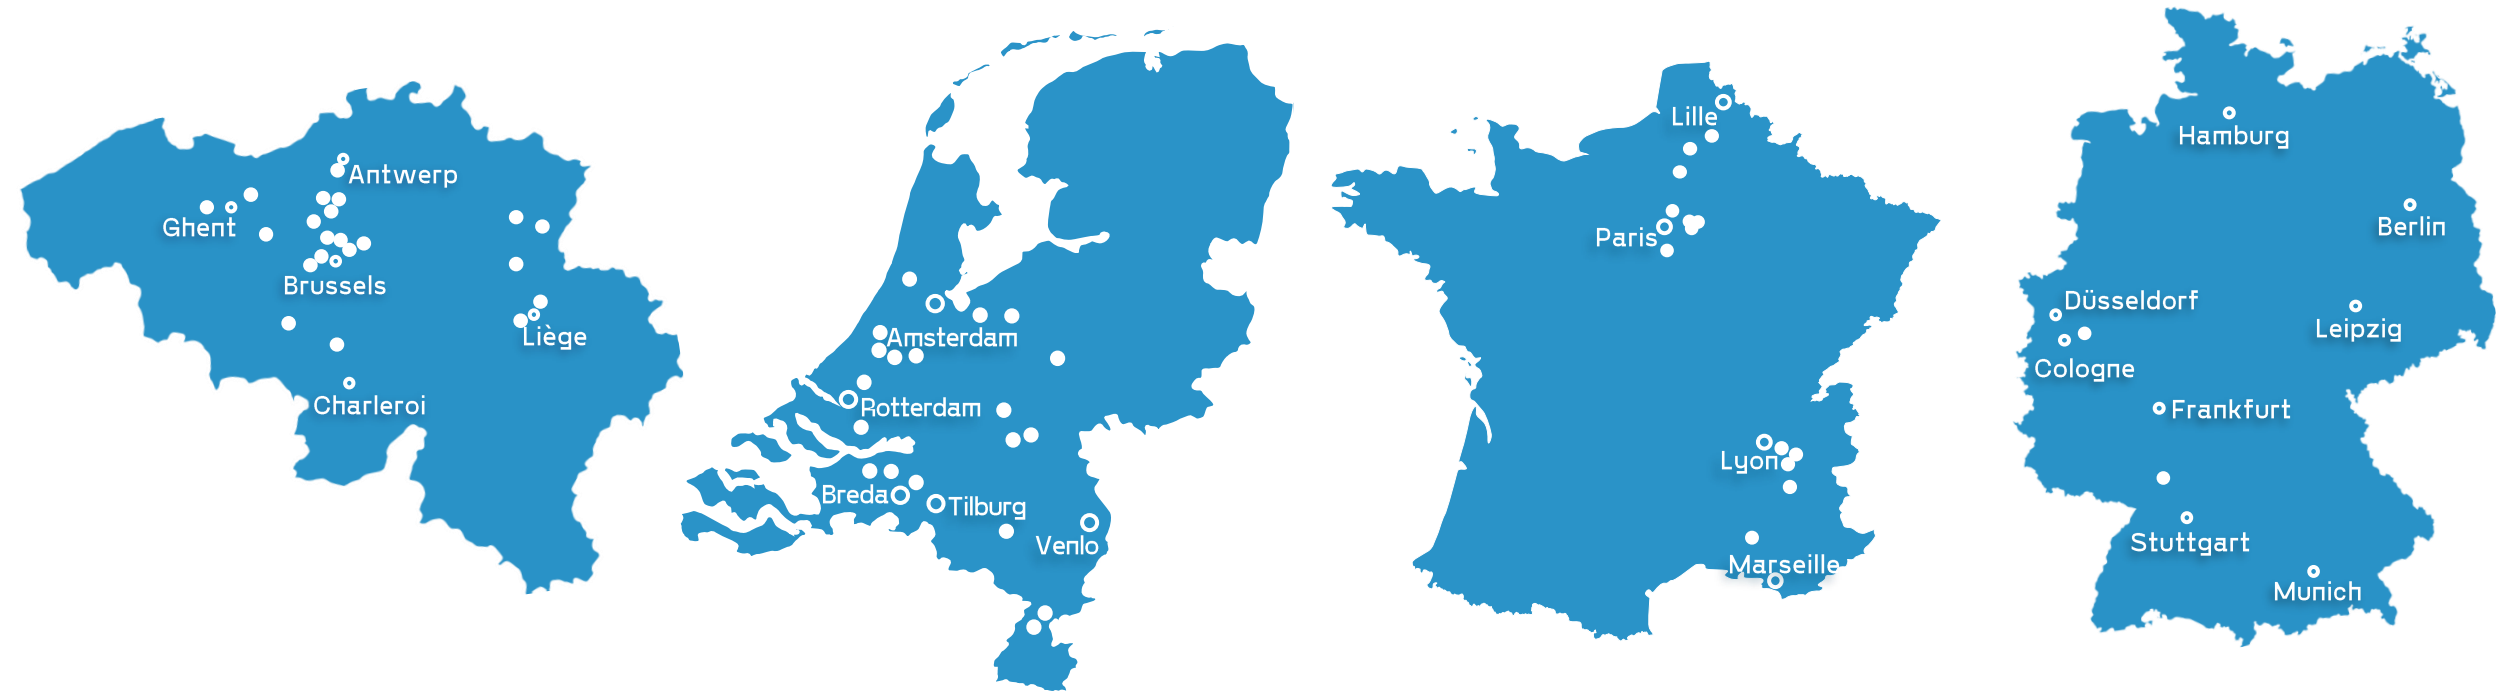 Antwerp
Ghent
Brussels
Liège
Charleroi
Amsterdam
Rotterdam
Breda
Tilburg
Venlo
Lille
Paris
Lyon
Marseille
Hamburg
Berlin
Düsseldorf
Leipzig
Cologne
Frankfurt
Stuttgart
Munich